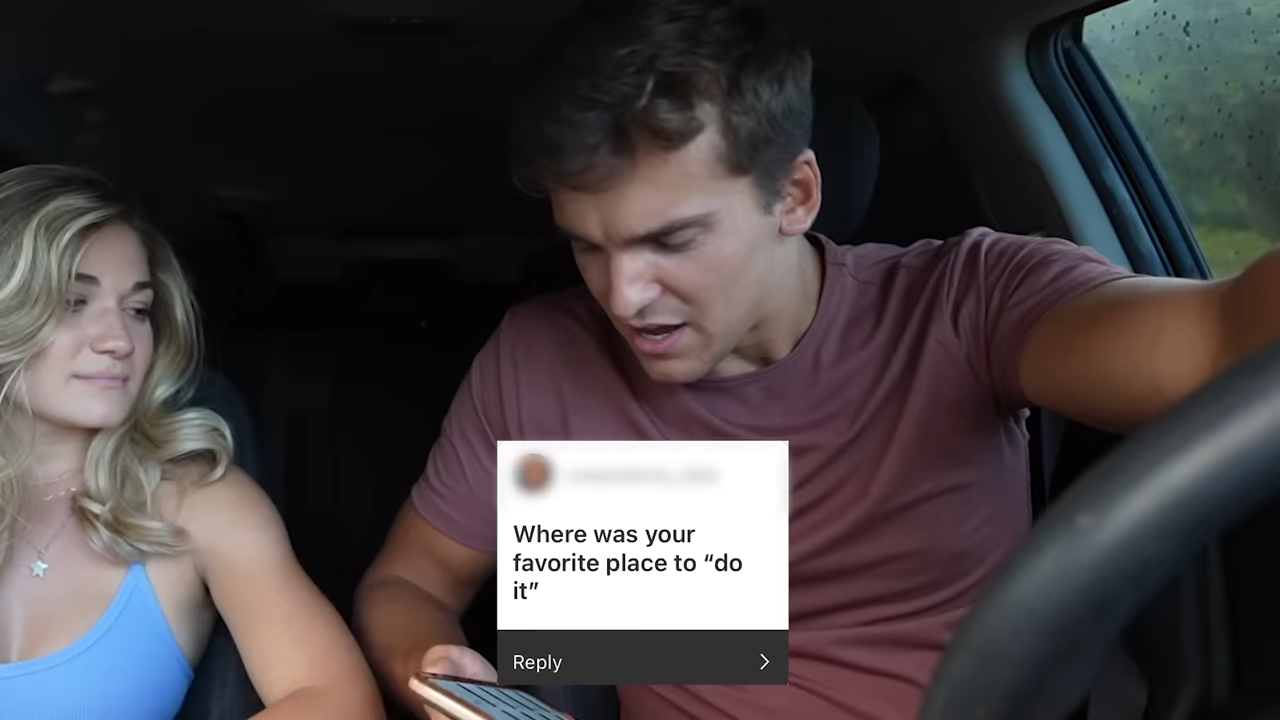 Where was your
favorite place to “do
it”
Reply